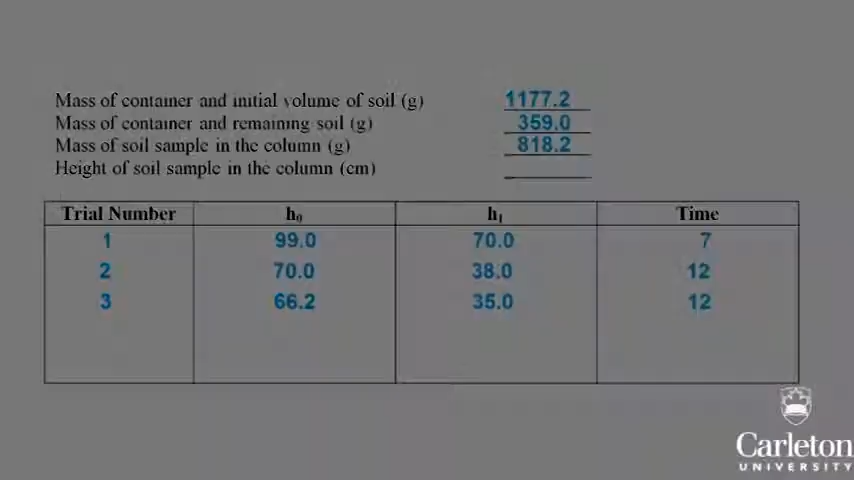 Mass of container and initial volume of soil (g) 1177.2
Mass of container and remaining soil (g) 359.0
Mass of soil sample in the column (g) 818.2
Height of soil sample in the column (cm)
Trial Number h₀ h₁ Time
1 99.0 70.0 7
2 70.0 38.0 12
3 66.2 35.0 12
Carleton
UNIVERSITY